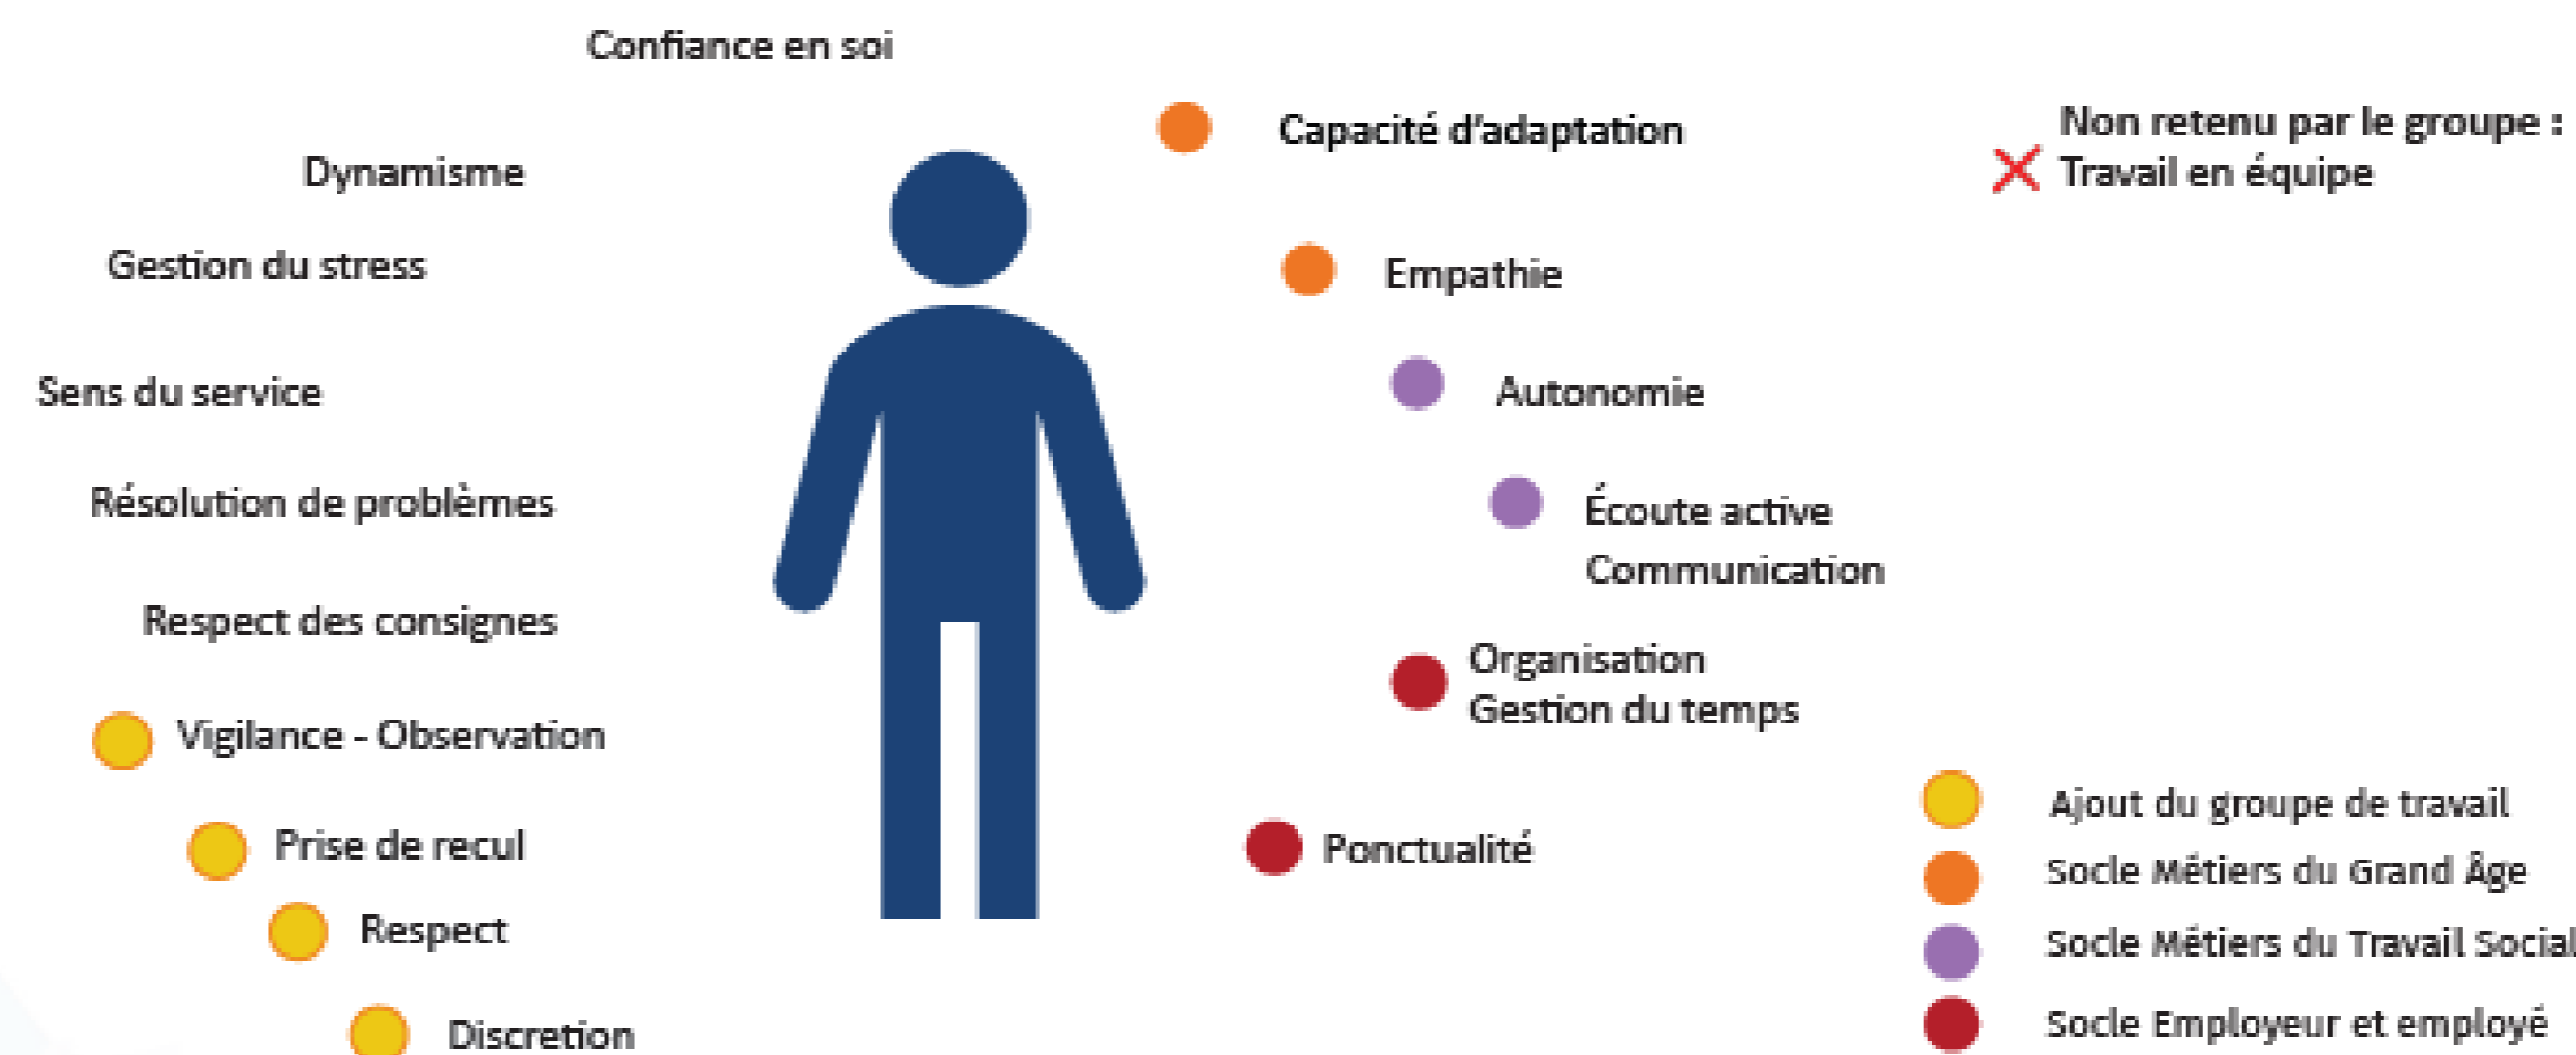 Confiance en soi
Dynamisme
Gestion du stress
Sens du service
Résolution de problèmes
Respect des consignes
Vigilance - Observation
Prise de recul
Respect
Discretion
Capacité d'adaptation
Empathie
Autonomie
Écoute active
Communication
Organisation
Gestion du temps
Ponctualité
Non retenu par le groupe :
Travail en équipe
Ajout du groupe de travail
Socle Métiers du Grand Âge
Socle Métiers du Travail Social
Socle Employeur et employé